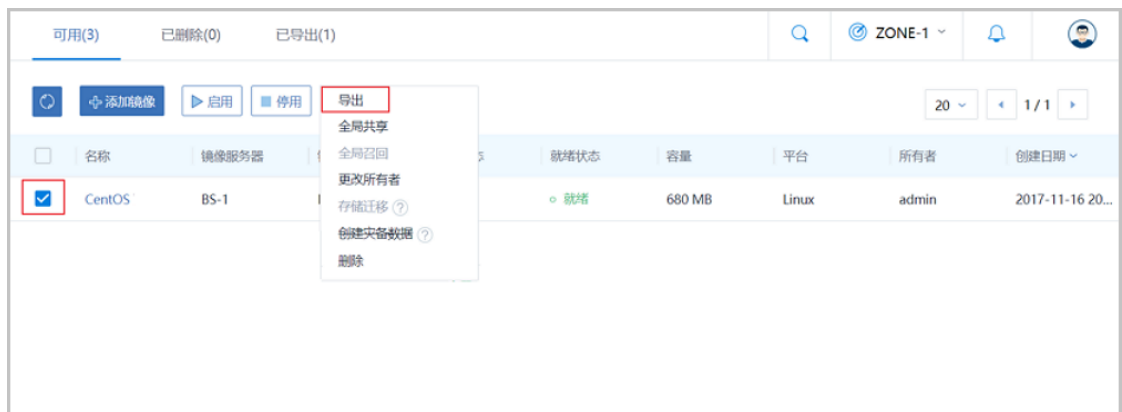 可用(3) 已删除(0) 已导出(1) ZONE-1
添加镜像 启用 停用 20 1 / 1
导出
全局共享
全局召回
更改所有者
存储迁移 ?
创建灾备数据 ?
删除
名称 镜像服务器 就绪状态 容量 平台 所有者 创建日期
CentOS BS-1 就绪 680 MB Linux admin 2017-11-16 20...